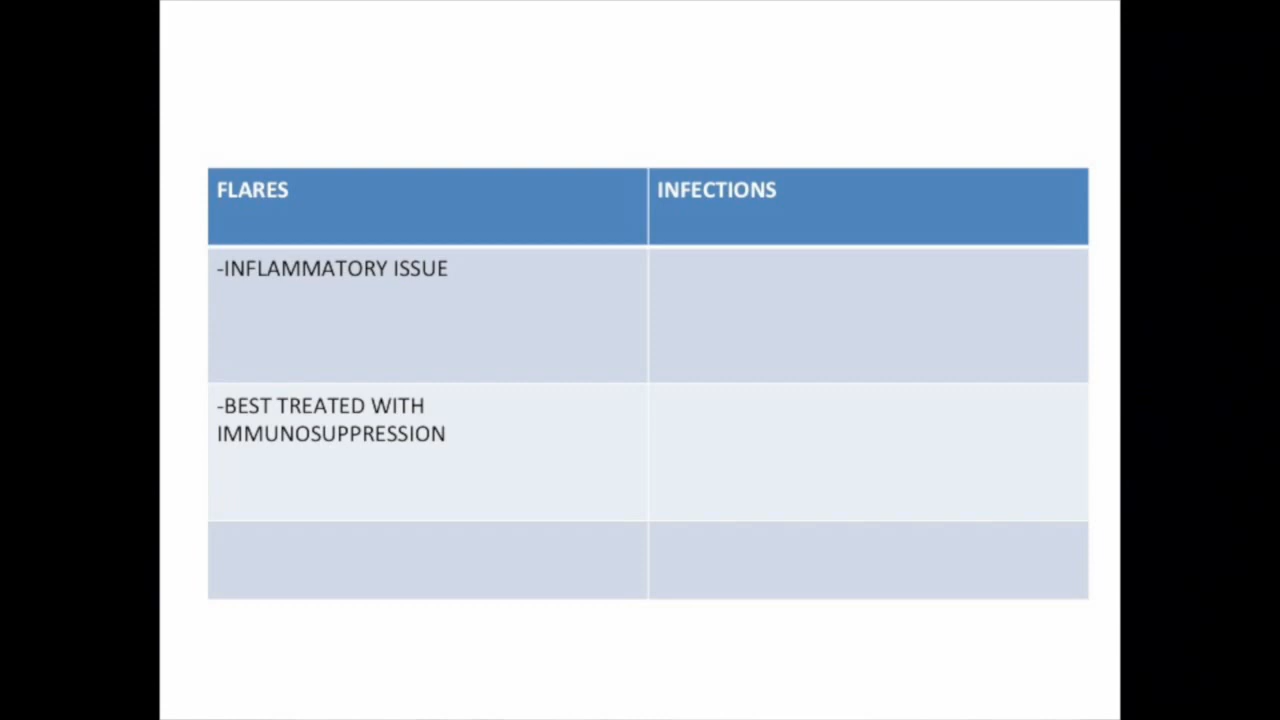 FLARES
INFECTIONS
-INFLAMMATORY ISSUE
-BEST TREATED WITH
IMMUNOSUPPRESSION